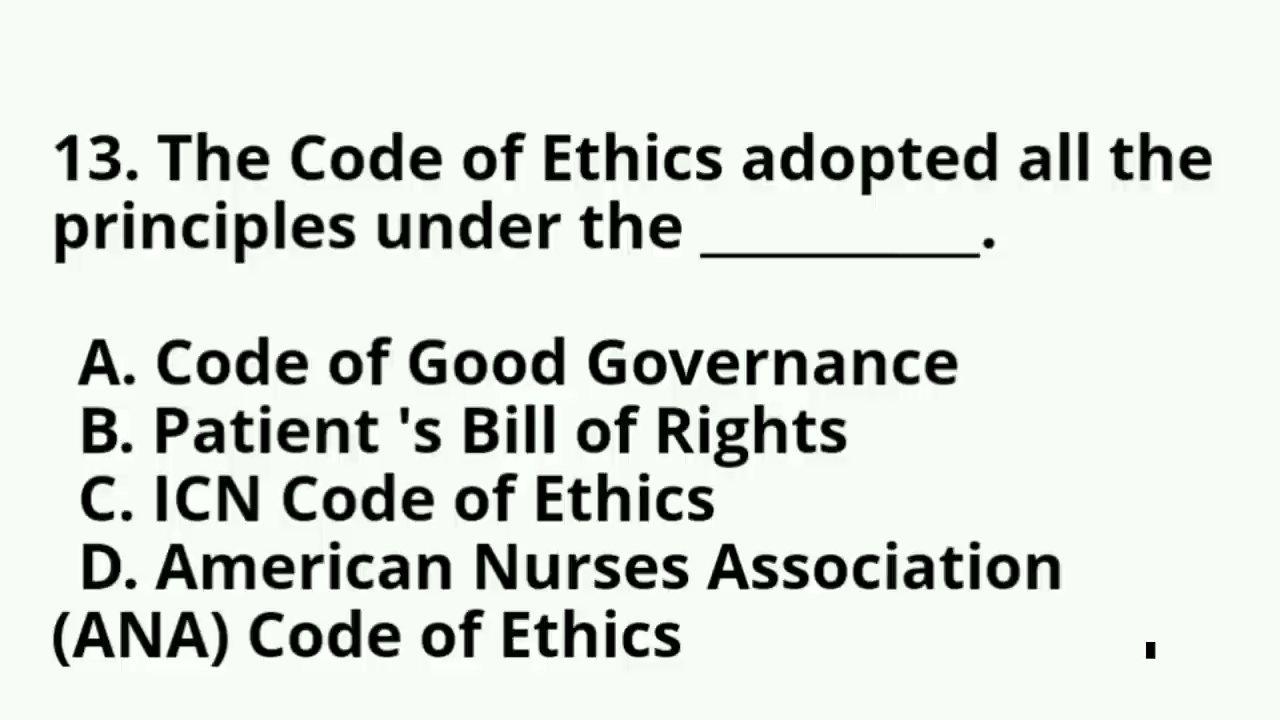 13. The Code of Ethics adopted all the
principles under the __________.
A. Code of Good Governance
B. Patient 's Bill of Rights
C. ICN Code of Ethics
D. American Nurses Association
(ANA) Code of Ethics